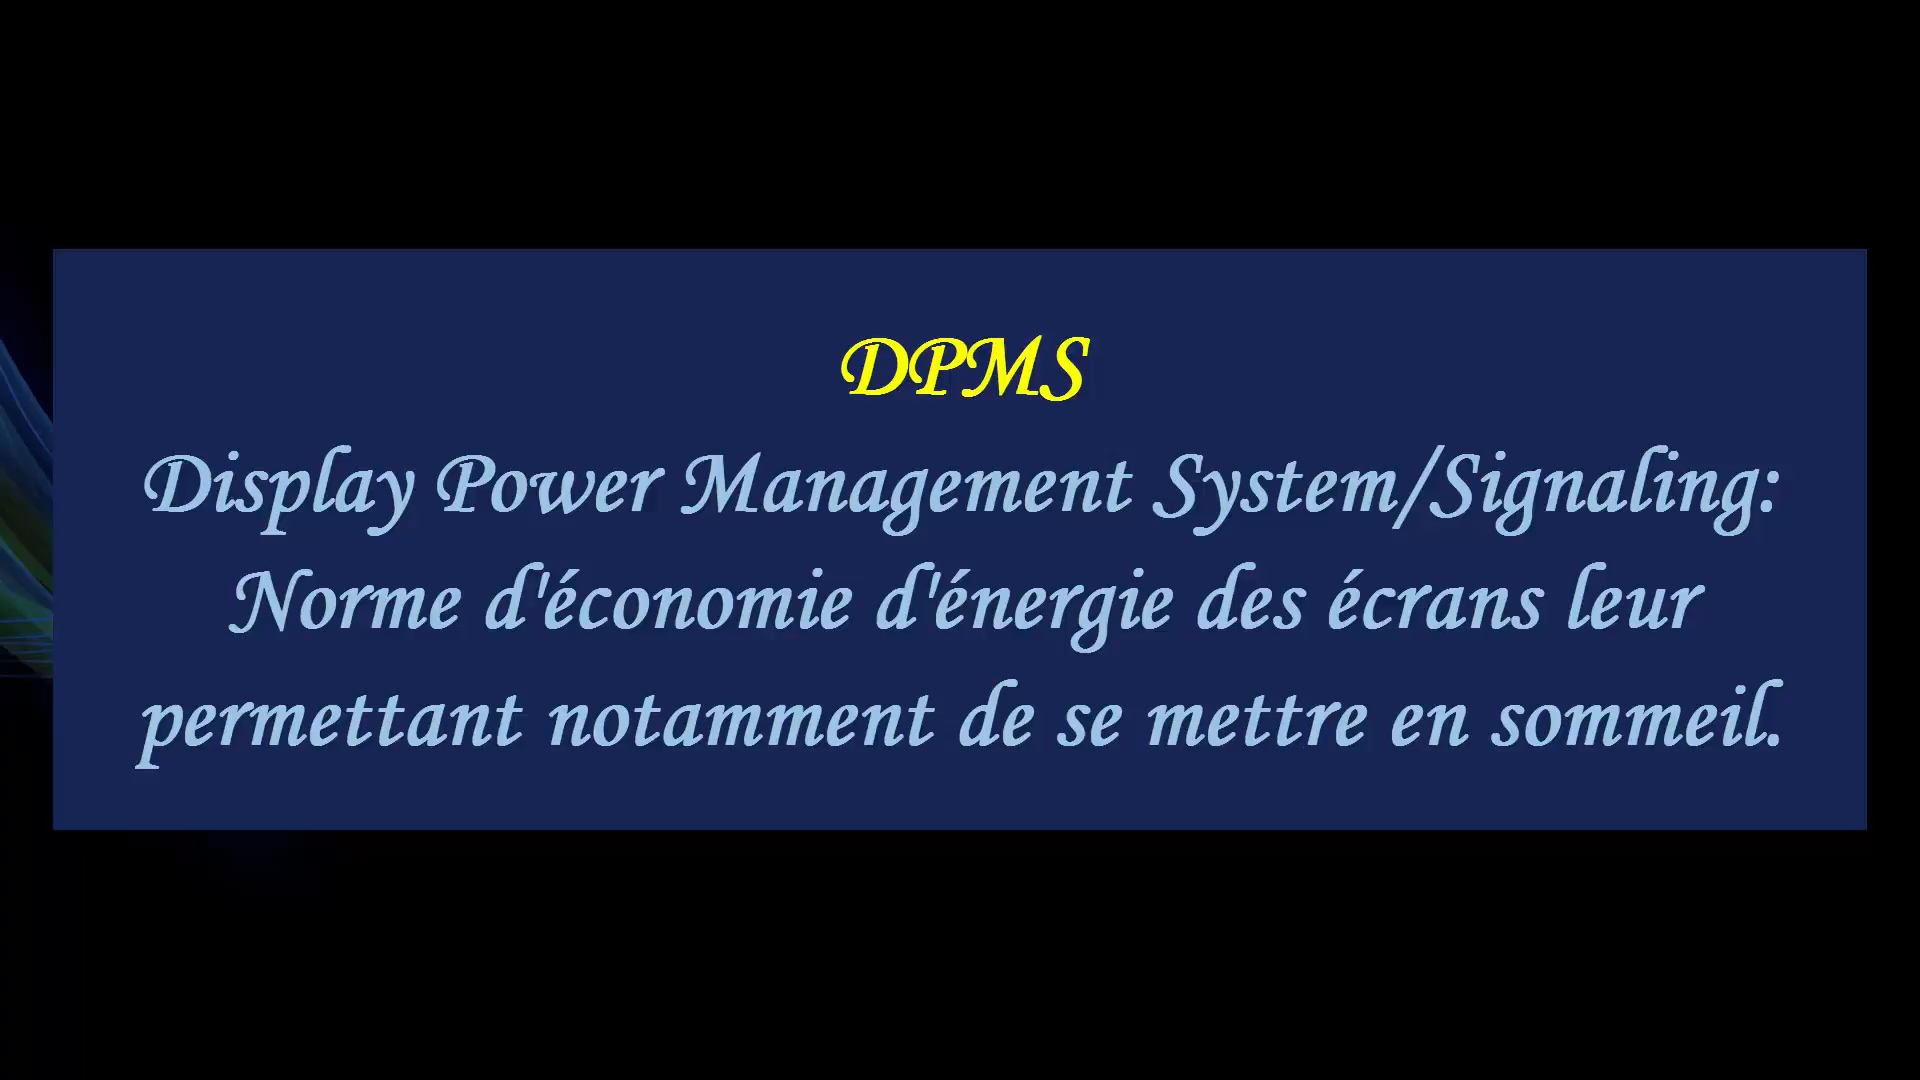 DPMS
Display Power Management System/Signaling:
Norme d'économie d'énergie des écrans leur
permettant notamment de se mettre en sommeil.